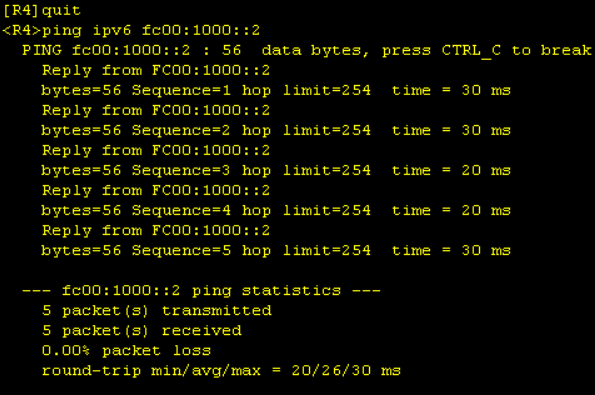 [R4]quit
<R4>ping ipv6 fc00:1000::2
PING fc00:1000::2 : 56  data bytes, press CTRL_C to break
Reply from FC00:1000::2
bytes=56 Sequence=1 hop limit=254  time = 30 ms
Reply from FC00:1000::2
bytes=56 Sequence=2 hop limit=254  time = 30 ms
Reply from FC00:1000::2
bytes=56 Sequence=3 hop limit=254  time = 20 ms
Reply from FC00:1000::2
bytes=56 Sequence=4 hop limit=254  time = 20 ms
Reply from FC00:1000::2
bytes=56 Sequence=5 hop limit=254  time = 30 ms
--- fc00:1000::2 ping statistics ---
5 packet(s) transmitted
5 packet(s) received
0.00% packet loss
round-trip min/avg/max = 20/26/30 ms